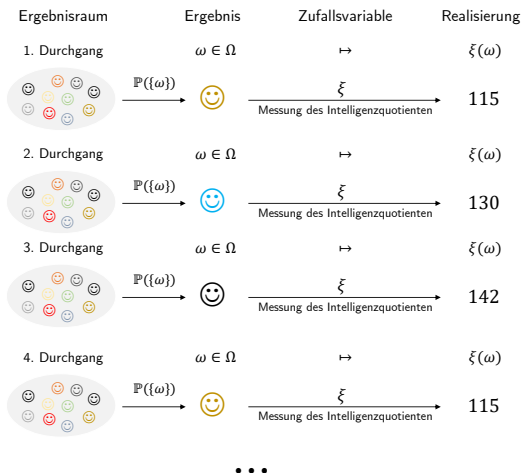 Ergebnisraum Ergebnis Zufallsvariable Realisierung
1. Durchgang ω ∈ Ω ↦ ξ(ω)
ℙ({ω}) ξ 115
Messung des Intelligenzquotienten
2. Durchgang ω ∈ Ω ↦ ξ(ω)
ℙ({ω}) ξ 130
Messung des Intelligenzquotienten
3. Durchgang ω ∈ Ω ↦ ξ(ω)
ℙ({ω}) ξ 142
Messung des Intelligenzquotienten
4. Durchgang ω ∈ Ω ↦ ξ(ω)
ℙ({ω}) ξ 115
Messung des Intelligenzquotienten
•••